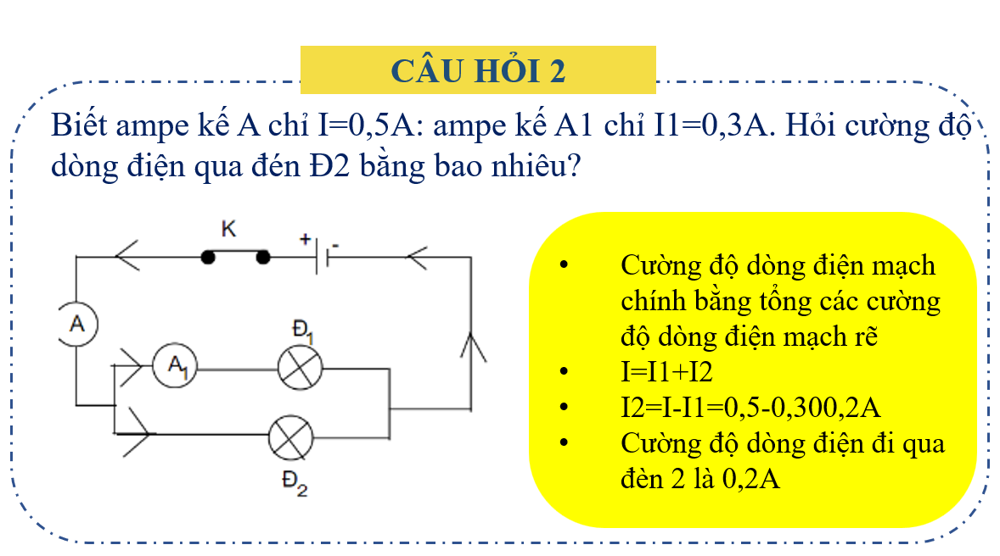 CÂU HỎI 2
Biết ampe kế A chỉ I=0,5A: ampe kế A1 chỉ I1=0,3A. Hỏi cường độ
dòng điện qua đén Đ2 bằng bao nhiêu?
K
+ -
A
Đ1
A1
Đ2
• Cường độ dòng điện mạch
chính bằng tổng các cường
độ dòng điện mạch rẽ
• I=I1+I2
• I2=I-I1=0,5-0,300,2A
• Cường độ dòng điện đi qua
đèn 2 là 0,2A